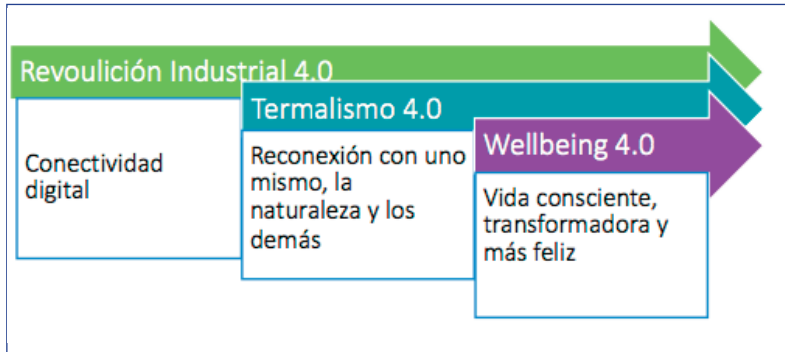 Revoulición Industrial 4.0
Conectividad
digital
Termalismo 4.0
Reconexión con uno
mismo, la
naturaleza y los
demás
Wellbeing 4.0
Vida consciente,
transformadora y
más feliz